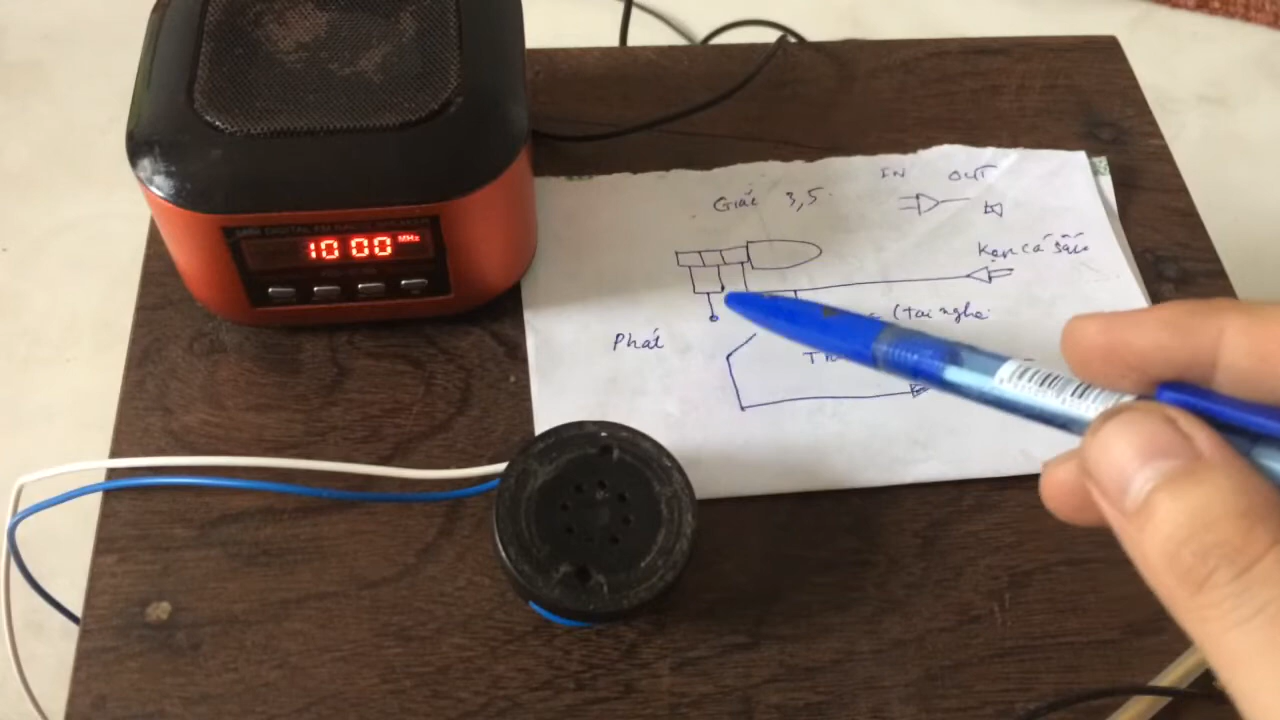 IN OUT
Giắc 3,5
Kẹp cá sấu
(tai nghe
Phát
10 00 MHz